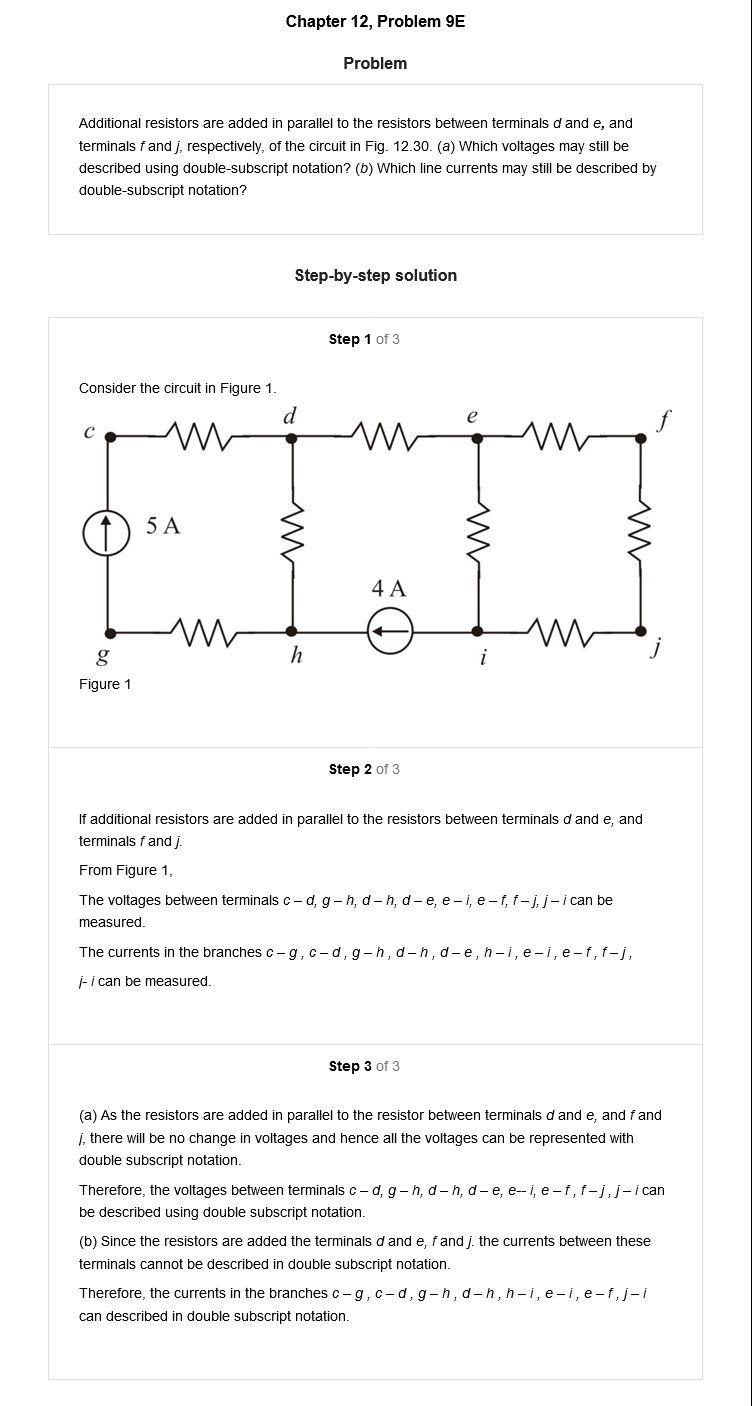 Chapter 12, Problem 9E
Problem
Additional resistors are added in parallel to the resistors between terminals d and e, and
terminals f and j, respectively, of the circuit in Fig. 12.30. (a) Which voltages may still be
described using double-subscript notation? (b) Which line currents may still be described by
double-subscript notation?
Step-by-step solution
Step 1 of 3
Consider the circuit in Figure 1.
c
d
e
f
5 A
4 A
g
h
i
j
Figure 1
Step 2 of 3
If additional resistors are added in parallel to the resistors between terminals d and e, and
terminals f and j.
From Figure 1,
The voltages between terminals c – d, g – h, d – h, d – e, e – i, e – f, f – j, j – i can be
measured.
The currents in the branches c – g , c – d , g – h , d – h , d – e , h – i , e – i , e – f , f – j ,
j- i can be measured.
Step 3 of 3
(a) As the resistors are added in parallel to the resistor between terminals d and e, and f and
j, there will be no change in voltages and hence all the voltages can be represented with
double subscript notation.
Therefore, the voltages between terminals c – d, g – h, d – h, d – e, e-- i, e – f , f – j , j – i can
be described using double subscript notation.
(b) Since the resistors are added the terminals d and e, f and j. the currents between these
terminals cannot be described in double subscript notation.
Therefore, the currents in the branches c – g , c – d , g – h , d – h , h – i , e – i , e – f , j – i
can described in double subscript notation.